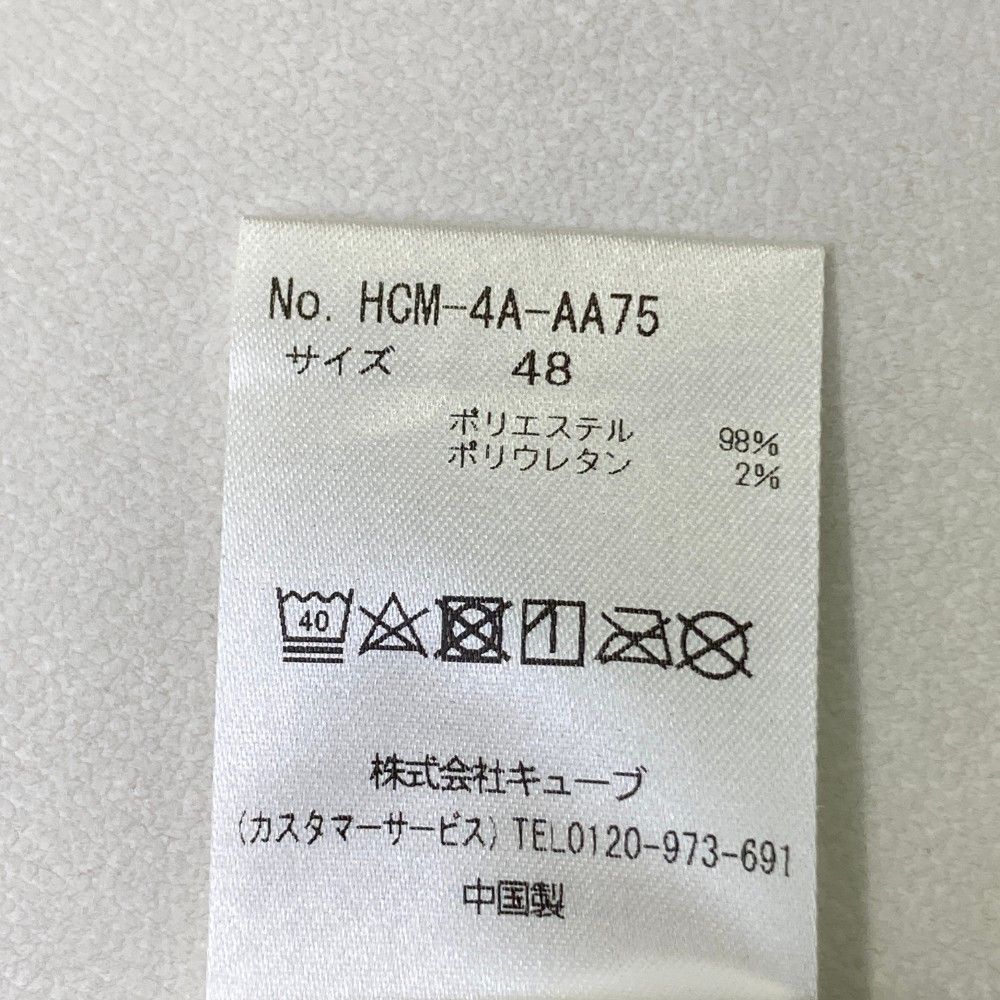 No. HCM-4A-AA75
サイズ 48
ポリエステル 98%
ポリウレタン 2%
40
株式会社キューブ
(カスタマーサービス) TEL0120-973-691
中国製